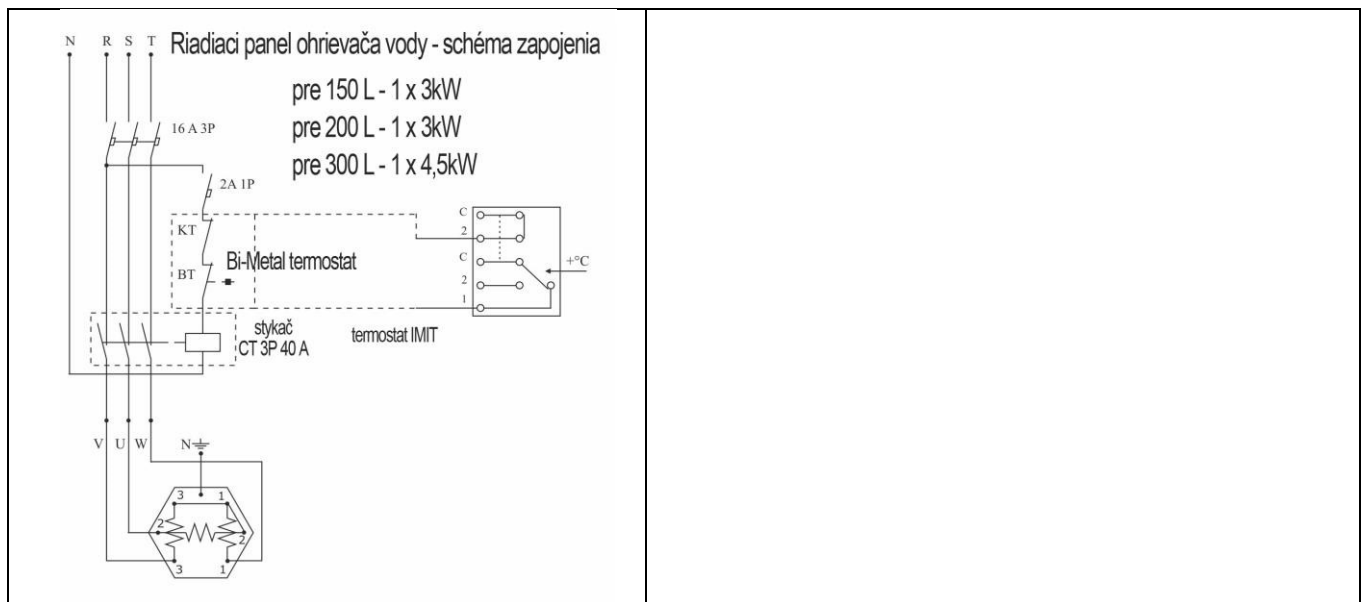 N R S T Riadiaci panel ohrievača vody - schéma zapojenia
pre 150 L - 1 x 3kW
16 A 3P
pre 200 L - 1 x 3kW
pre 300 L - 1 x 4,5kW
2A 1P
KT
C
2
BT
Bi-Metal termostat
C
+°C
2
1
stykač
CT 3P 40 A
termostat IMIT
V U W N
3 1
2 2
3 1